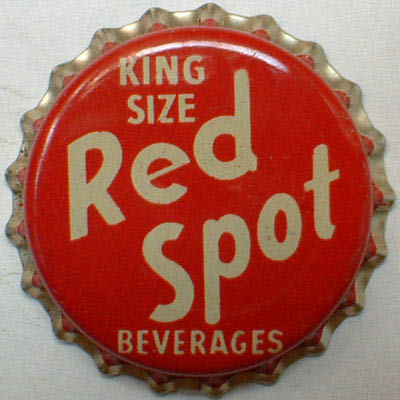 KING
SIZE
Red
Spot
BEVERAGES